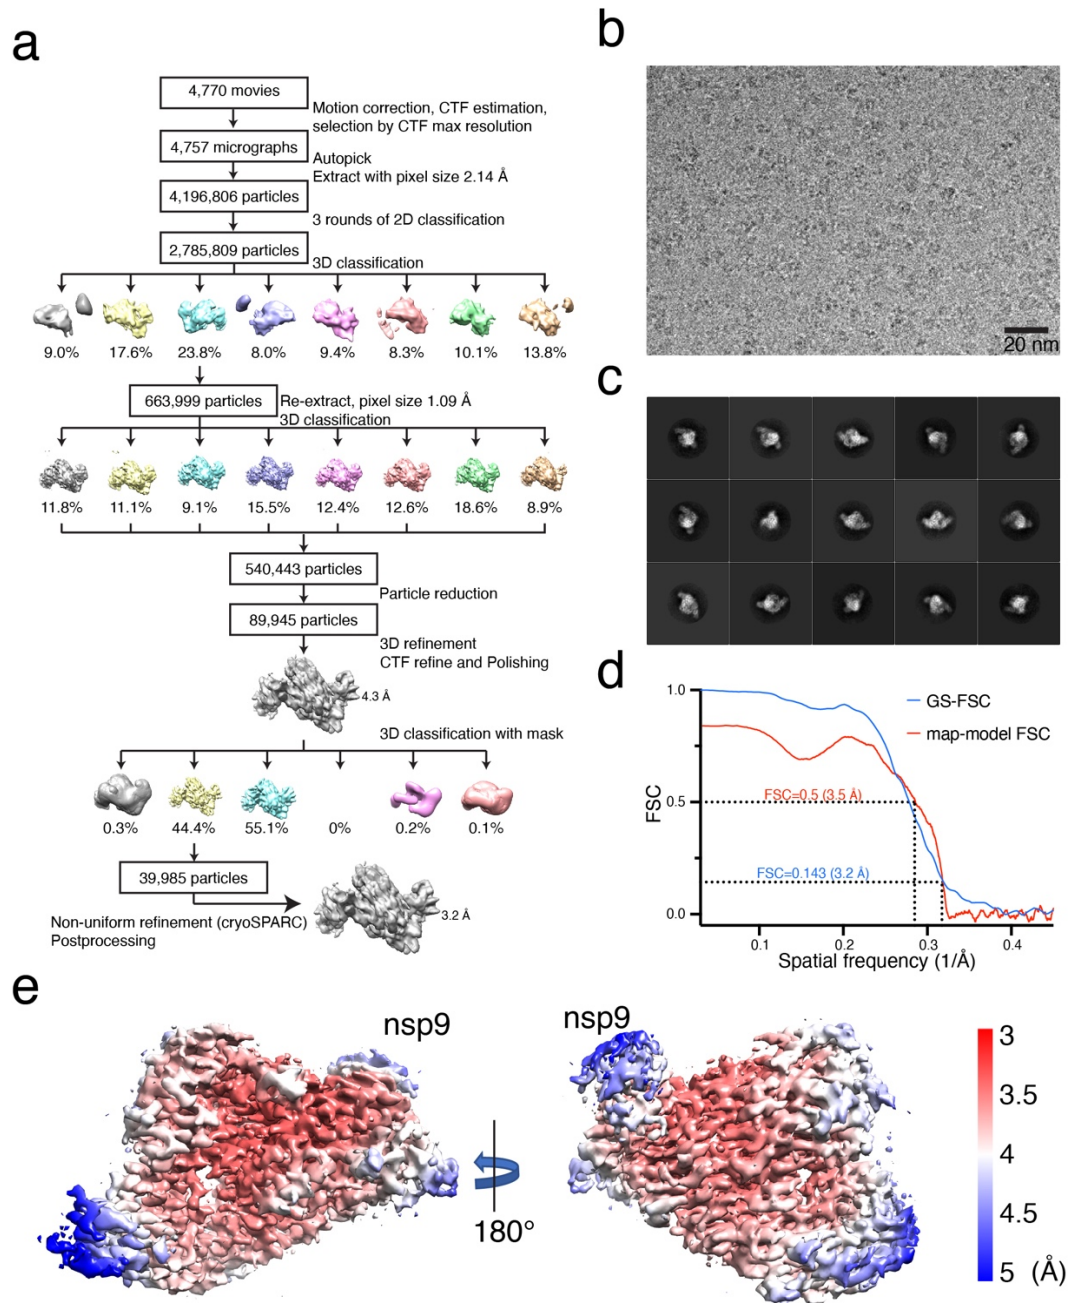 a
4,770 movies
Motion correction, CTF estimation,
selection by CTF max resolution
4,757 micrographs
Autopick
Extract with pixel size 2.14 Å
4,196,806 particles
3 rounds of 2D classification
2,785,809 particles
3D classification
9.0% 17.6% 23.8% 8.0% 9.4% 8.3% 10.1% 13.8%
663,999 particles
Re-extract, pixel size 1.09 Å
3D classification
11.8% 11.1% 9.1% 15.5% 12.4% 12.6% 18.6% 8.9%
540,443 particles
Particle reduction
89,945 particles
3D refinement
CTF refine and Polishing
4.3 Å
3D classification with mask
0.3% 44.4% 55.1% 0% 0.2% 0.1%
39,985 particles
Non-uniform refinement (cryoSPARC)
Postprocessing
3.2 Å
b
20 nm
c
d
1.0
0.5
0.0
FSC
GS-FSC
map-model FSC
FSC=0.5 (3.5 Å)
FSC=0.143 (3.2 Å)
0.1 0.2 0.3 0.4
Spatial frequency (1/Å)
e
nsp9
180°
nsp9
3
3.5
4
4.5
5 (Å)